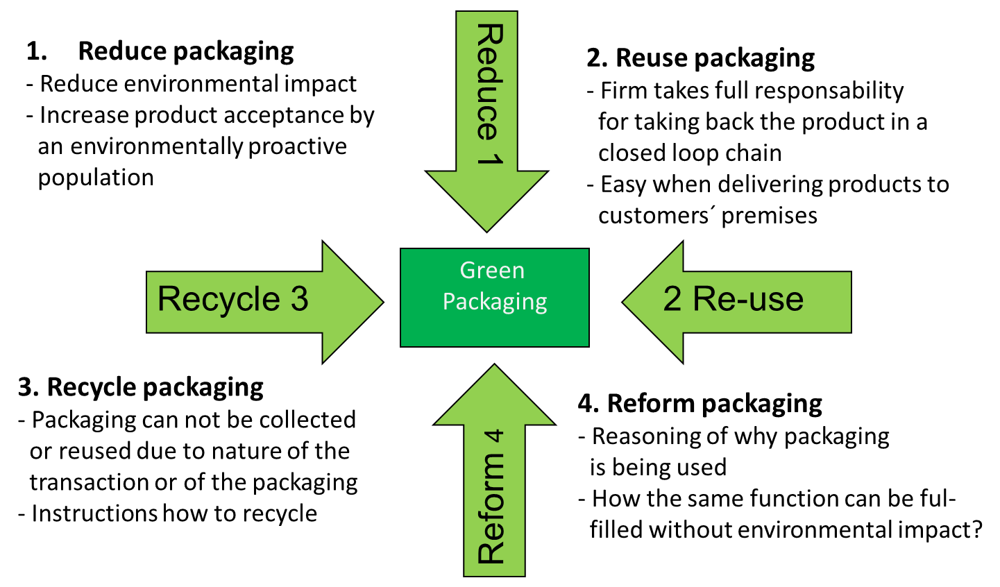 1. Reduce packaging
- Reduce environmental impact
- Increase product acceptance by
an environmentally proactive
population
Reduce 1
2. Reuse packaging
- Firm takes full responsability
for taking back the product in a
closed loop chain
- Easy when delivering products to
customers´ premises
Recycle 3
Green
Packaging
2 Re-use
3. Recycle packaging
- Packaging can not be collected
or reused due to nature of the
transaction or of the packaging
- Instructions how to recycle
Reform 4
4. Reform packaging
- Reasoning of why packaging
is being used
- How the same function can be ful-
filled without environmental impact?